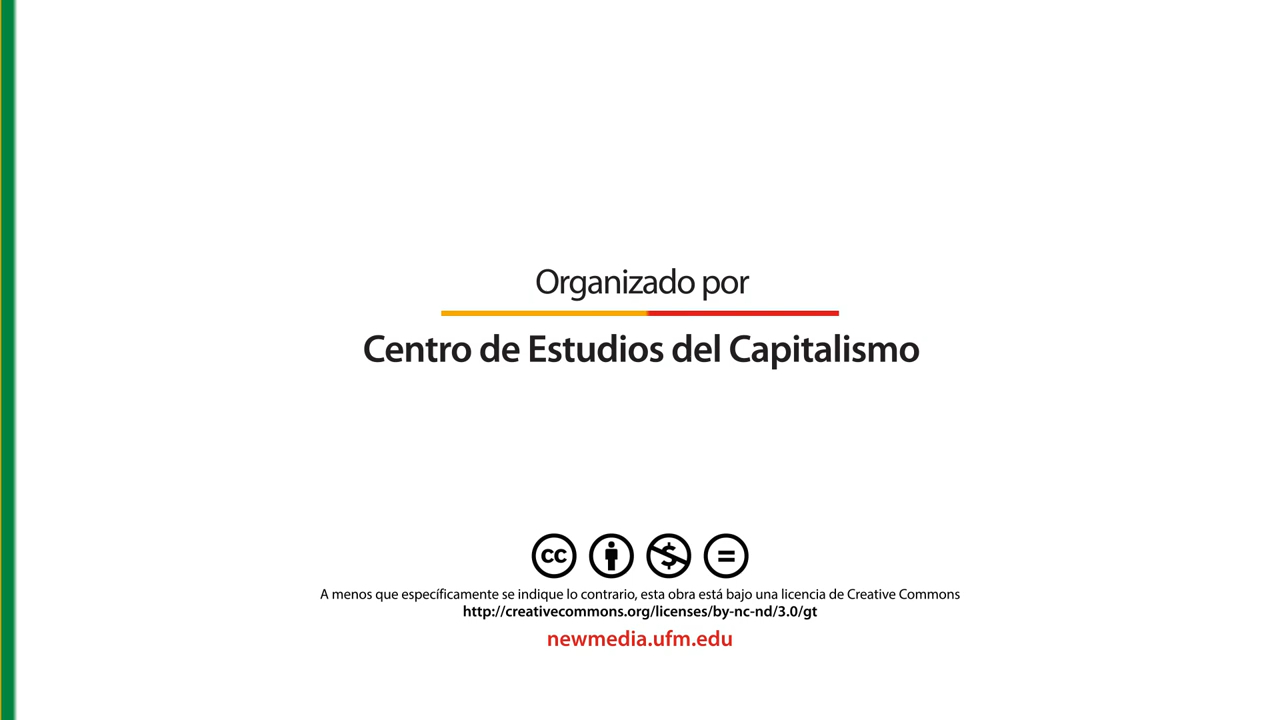 Organizado por
Centro de Estudios del Capitalismo
cc $ =
A menos que específicamente se indique lo contrario, esta obra está bajo una licencia de Creative Commons
http://creativecommons.org/licenses/by-nc-nd/3.0/gt
newmedia.ufm.edu